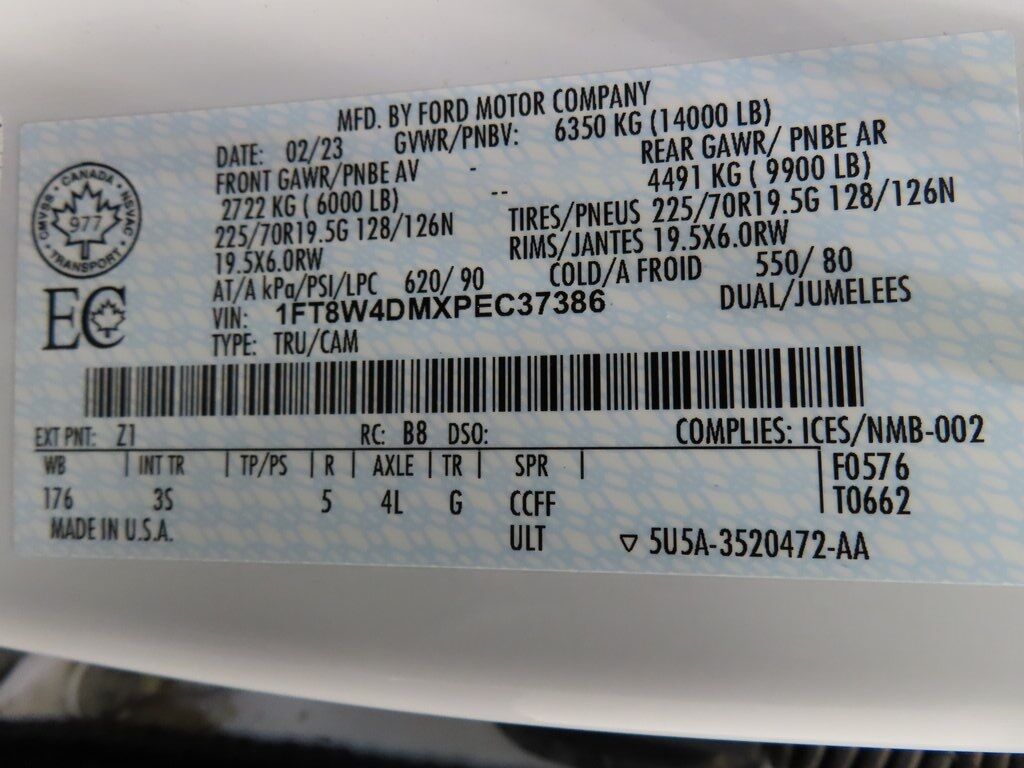 MFD. BY FORD MOTOR COMPANY
DATE: 02/23 GVWR/PNBV: 6350 KG (14000 LB)
FRONT GAWR/PNBE AV - REAR GAWR/ PNBE AR
2722 KG ( 6000 LB) -- 4491 KG ( 9900 LB)
225/70R19.5G 128/126N TIRES/PNEUS 225/70R19.5G 128/126N
19.5X6.0RW RIMS/JANTES 19.5X6.0RW
AT/A kPa/PSI/LPC 620/ 90 COLD/A FROID 550/ 80
VIN: 1FT8W4DMXPEC37386 DUAL/JUMELEES
TYPE: TRU/CAM
CANADA
CMVSS 977 NSVAC
TRANSPORT
EC
EXT PNT: Z1 RC: B8 DSO: COMPLIES: ICES/NMB-002
WB | INT TR | TP/PS | R | AXLE | TR | SPR | F0576
176 3S 5 4L G CCFF T0662
MADE IN U.S.A. ULT ▽ 5U5A-3520472-AA